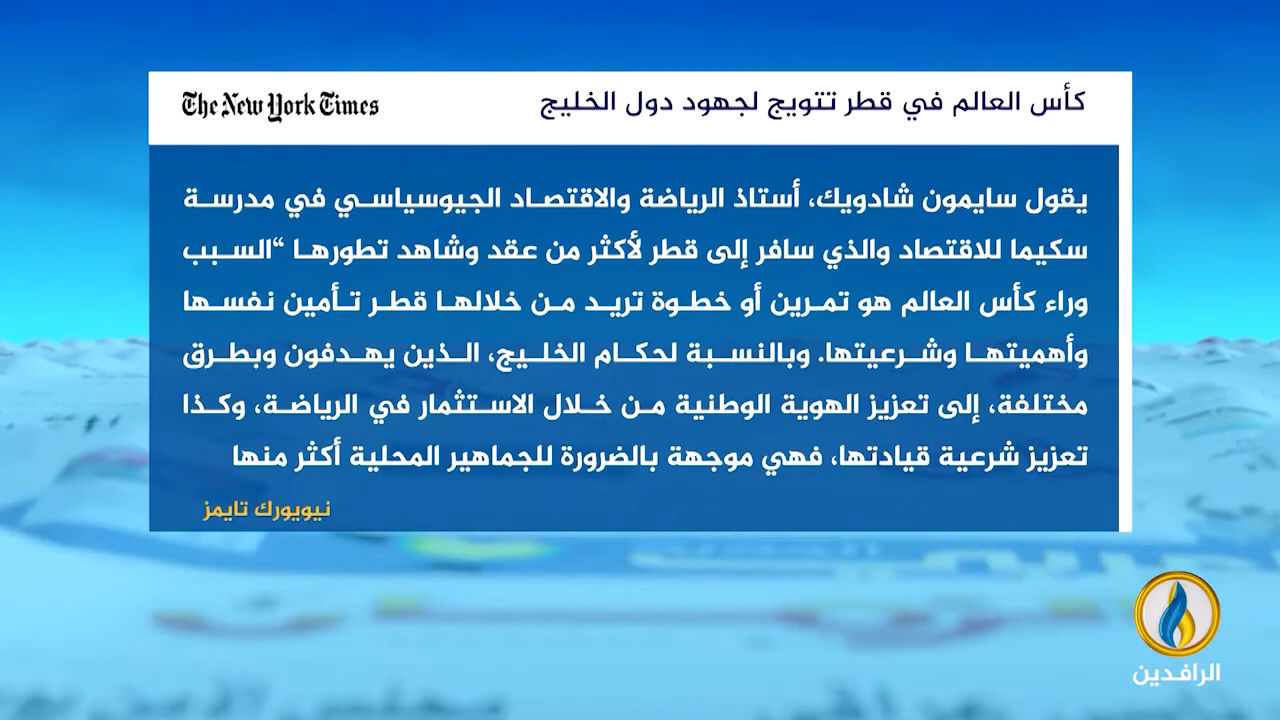 كأس العالم في قطر تتويج لجهود دول الخليج
The New York Times
يقول سايمون شادويك، أستاذ الرياضة والاقتصاد الجيوسياسي في مدرسة
سكيما للاقتصاد والذي سافر إلى قطر لأكثر من عقد وشاهد تطورها “السبب
وراء كأس العالم هو تمرين أو خطوة تريد من خلالها قطر تأمين نفسها
وأهميتها وشرعيتها. وبالنسبة لحكام الخليج، الذين يهدفون وبطرق
مختلفة، إلى تعزيز الهوية الوطنية من خلال الاستثمار في الرياضة، وكذا
تعزيز شرعية قيادتها، فهي موجهة بالضرورة للجماهير المحلية أكثر منها
نيويورك تايمز
الرافدين